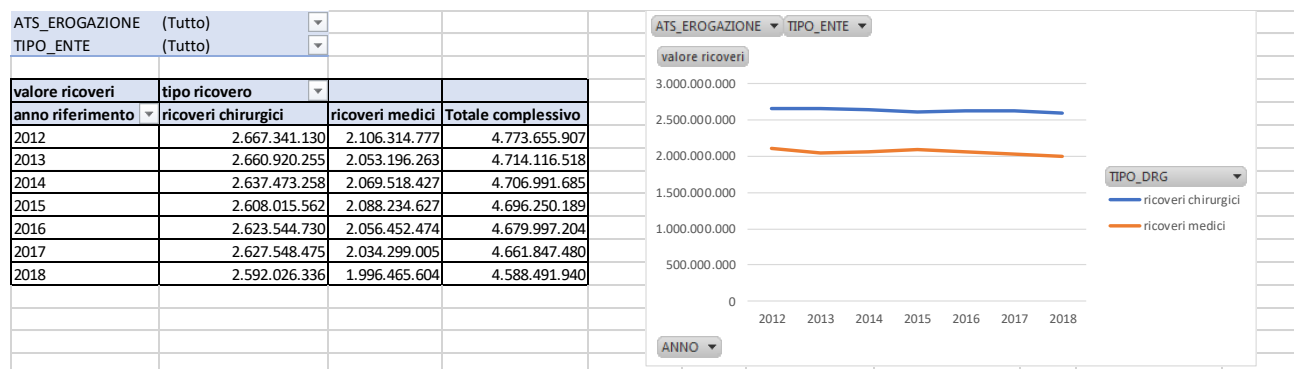 ATS_EROGAZIONE (Tutto)
TIPO_ENTE (Tutto)
valore ricoveri tipo ricovero
anno riferimento ricoveri chirurgici ricoveri medici Totale complessivo
2012 2.667.341.130 2.106.314.777 4.773.655.907
2013 2.660.920.255 2.053.196.263 4.714.116.518
2014 2.637.473.258 2.069.518.427 4.706.991.685
2015 2.608.015.562 2.088.234.627 4.696.250.189
2016 2.623.544.730 2.056.452.474 4.679.997.204
2017 2.627.548.475 2.034.299.005 4.661.847.480
2018 2.592.026.336 1.996.465.604 4.588.491.940
ATS_EROGAZIONE TIPO_ENTE
valore ricoveri
3.000.000.000
2.500.000.000
2.000.000.000
1.500.000.000
1.000.000.000
500.000.000
0
2012 2013 2014 2015 2016 2017 2018
TIPO_DRG
ricoveri chirurgici
ricoveri medici
ANNO